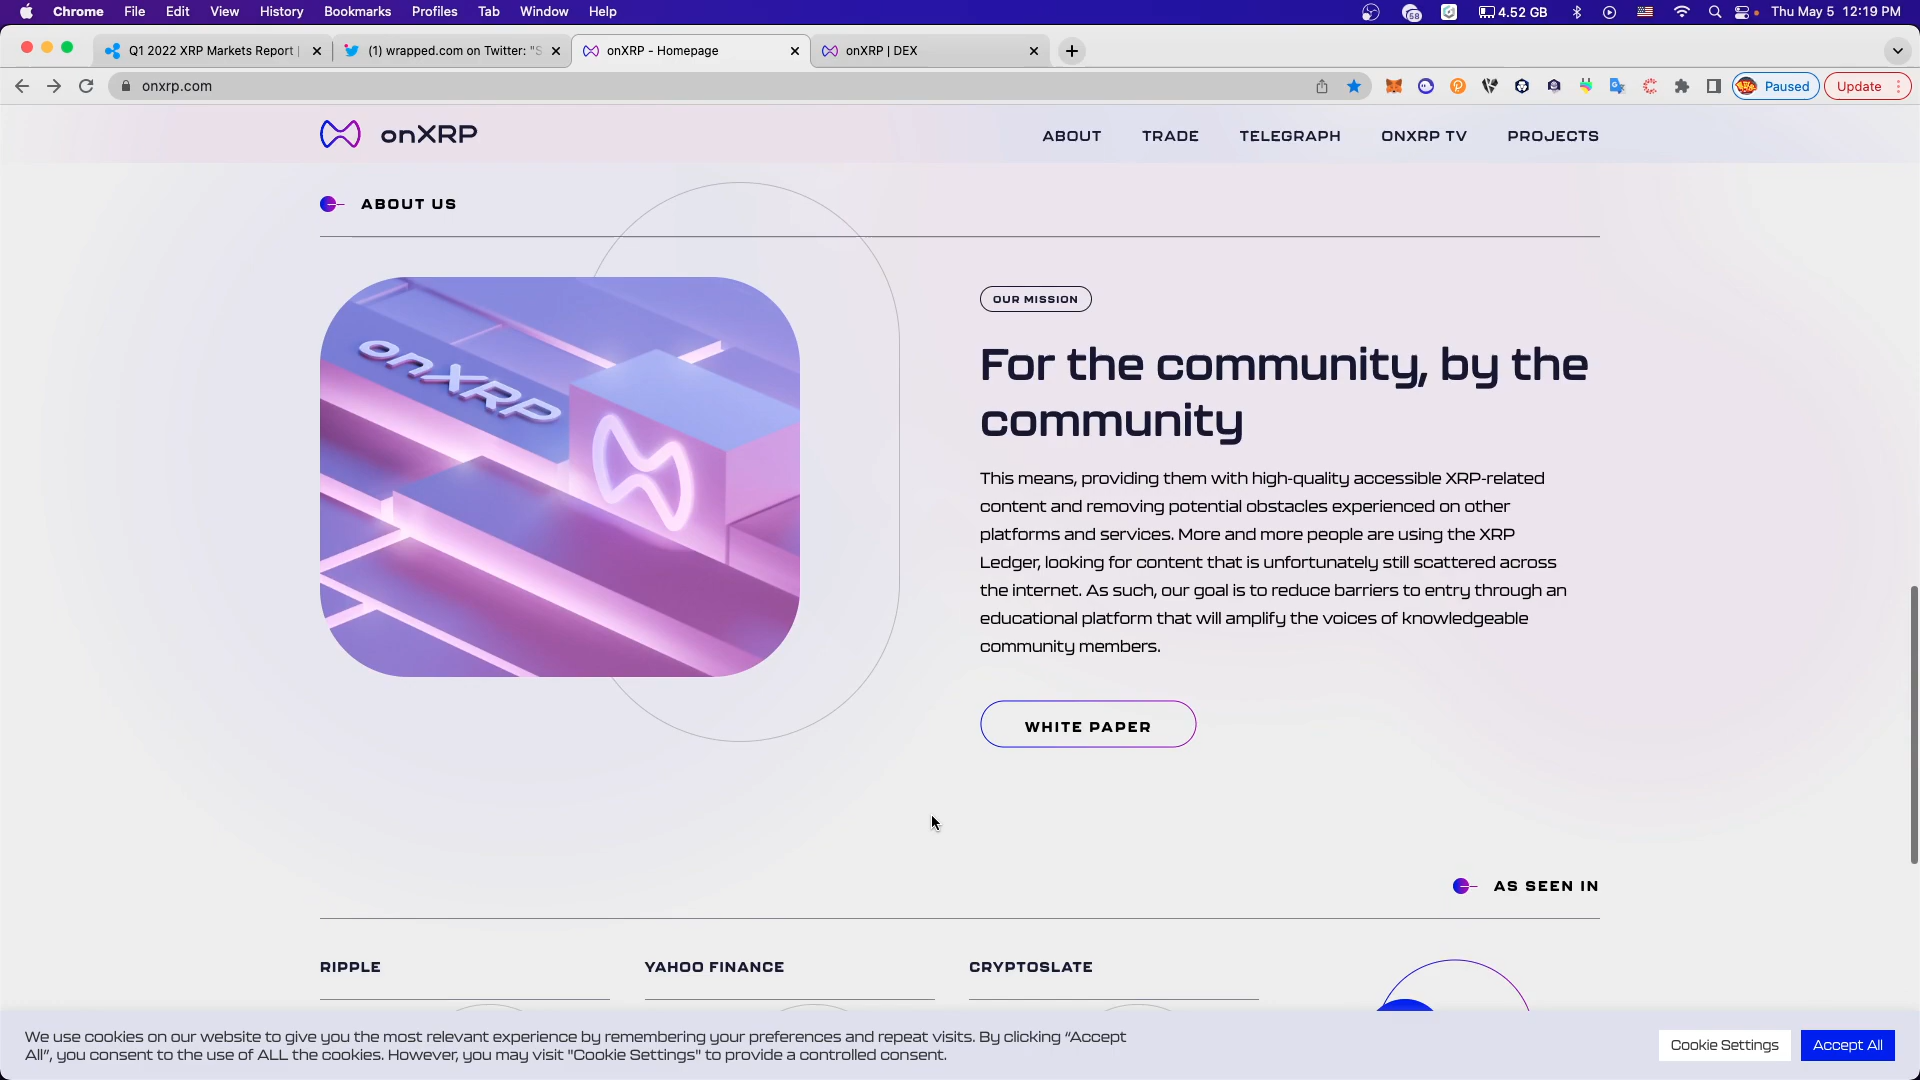 Chrome File Edit View History Bookmarks Profiles Tab Window Help 58 4.52 GB Thu May 5 12:19 PM
Q1 2022 XRP Markets Report | (1) wrapped.com on Twitter: "S onXRP - Homepage onXRP | DEX
onxrp.com Paused Update
onXRP ABOUT TRADE TELEGRAPH ONXRP TV PROJECTS
ABOUT US
onXRP
OUR MISSION
For the community, by the
community
This means, providing them with high-quality accessible XRP-related
content and removing potential obstacles experienced on other
platforms and services. More and more people are using the XRP
Ledger, looking for content that is unfortunately still scattered across
the internet. As such, our goal is to reduce barriers to entry through an
educational platform that will amplify the voices of knowledgeable
community members.
WHITE PAPER
AS SEEN IN
RIPPLE YAHOO FINANCE CRYPTOSLATE
We use cookies on our website to give you the most relevant experience by remembering your preferences and repeat visits. By clicking “Accept
All”, you consent to the use of ALL the cookies. However, you may visit "Cookie Settings" to provide a controlled consent.
Cookie Settings Accept All